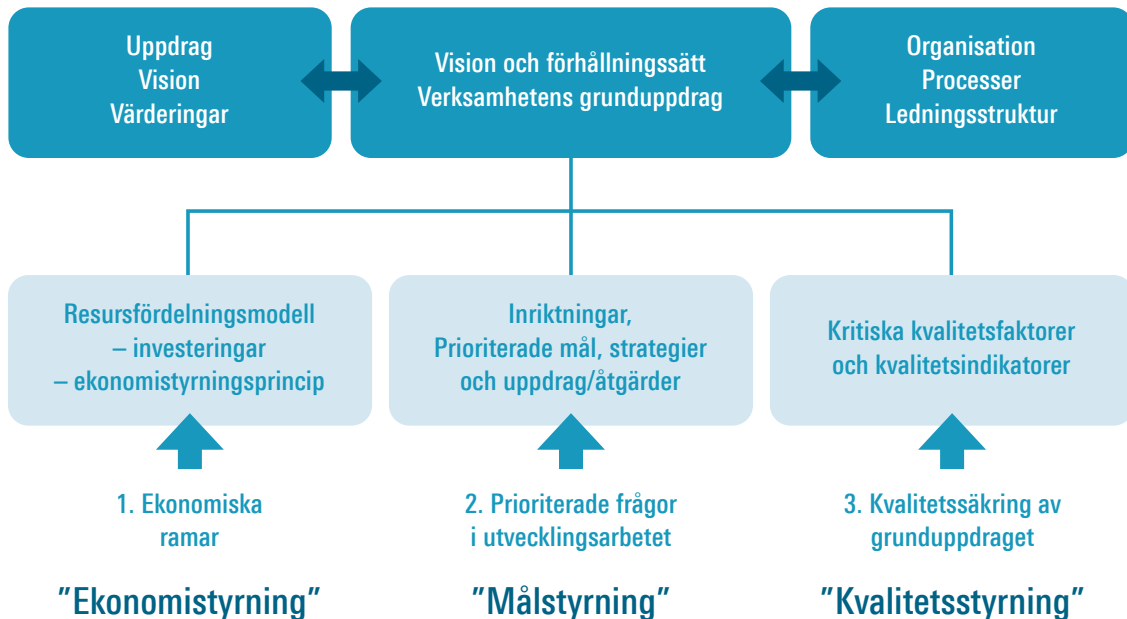 Uppdrag
Vision
Värderingar
Vision och förhållningssätt
Verksamhetens grunduppdrag
Organisation
Processer
Ledningsstruktur
Resursfördelningsmodell
– investeringar
– ekonomistyrningsprincip
Inriktningar,
Prioriterade mål, strategier
och uppdrag/åtgärder
Kritiska kvalitetsfaktorer
och kvalitetsindikatorer
1. Ekonomiska
ramar
2. Prioriterade frågor
i utvecklingsarbetet
3. Kvalitetssäkring av
grunduppdraget
”Ekonomistyrning”
”Målstyrning”
”Kvalitetsstyrning”